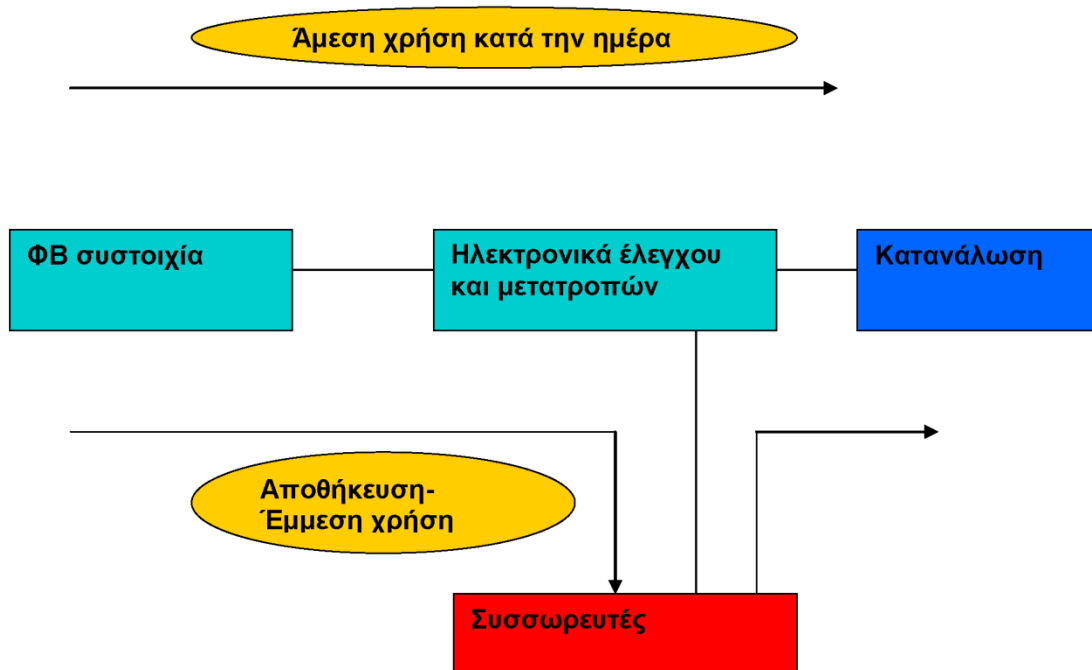 Άμεση χρήση κατά την ημέρα
ΦΒ συστοιχία
Ηλεκτρονικά έλεγχου
και μετατροπών
Κατανάλωση
Αποθήκευση-
Έμμεση χρήση
Συσσωρευτές